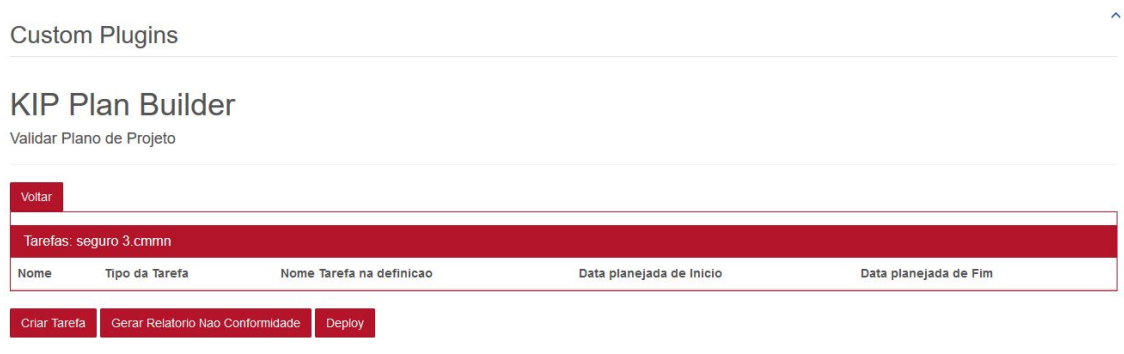 Custom Plugins
KIP Plan Builder
Validar Plano de Projeto
Voltar
Tarefas: seguro 3.cmmn
Nome Tipo da Tarefa Nome Tarefa na definicao Data planejada de Inicio Data planejada de Fim
Criar Tarefa Gerar Relatorio Nao Conformidade Deploy